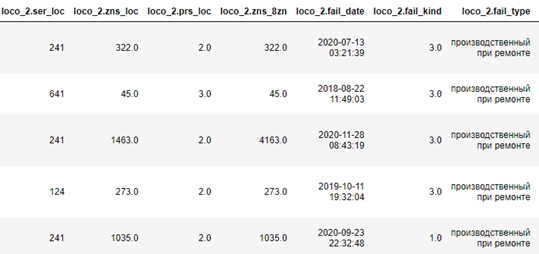 loco_2.ser_loc loco_2.zns_loc loco_2.prs_loc loco_2.zns_8zn loco_2.fail_date loco_2.fail_kind loco_2.fail_type
241 322.0 2.0 322.0 2020-07-13 03:21:39 3.0 производственный при ремонте
641 45.0 3.0 45.0 2018-08-22 11:49:03 3.0 производственный при ремонте
241 1463.0 2.0 4163.0 2020-11-28 08:43:19 3.0 производственный при ремонте
124 273.0 2.0 273.0 2019-10-11 19:32:04 3.0 производственный при ремонте
241 1035.0 2.0 1035.0 2020-09-23 22:32:48 1.0 производственный при ремонте